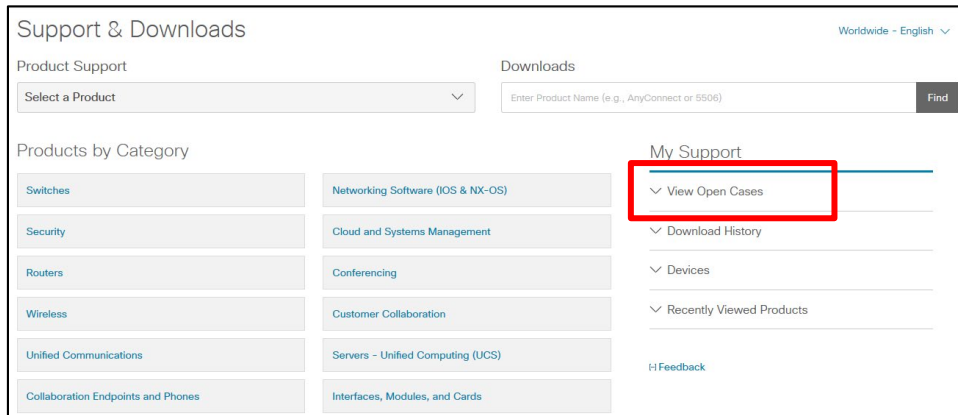 Support & Downloads
Worldwide - English
Product Support
Downloads
Select a Product
Enter Product Name (e.g., AnyConnect or 5506)
Find
Products by Category
My Support
Switches
Networking Software (IOS & NX-OS)
View Open Cases
Security
Cloud and Systems Management
Download History
Routers
Conferencing
Devices
Wireless
Customer Collaboration
Recently Viewed Products
Unified Communications
Servers - Unified Computing (UCS)
[-] Feedback
Collaboration Endpoints and Phones
Interfaces, Modules, and Cards